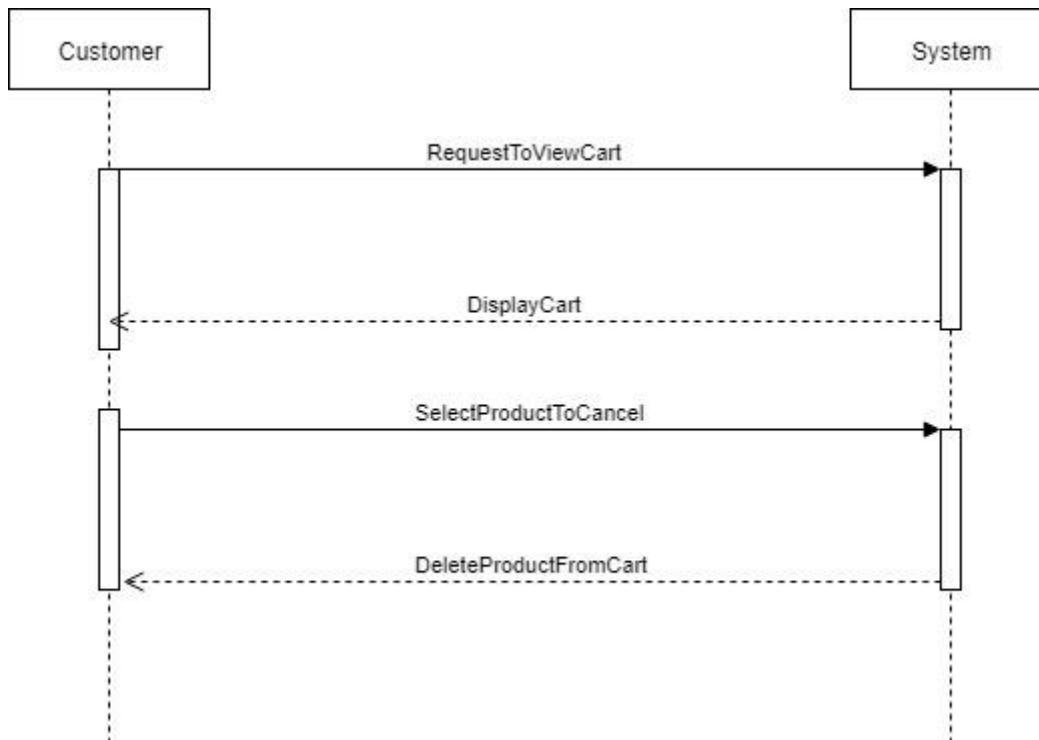 Customer
System
RequestToViewCart
DisplayCart
SelectProductToCancel
DeleteProductFromCart